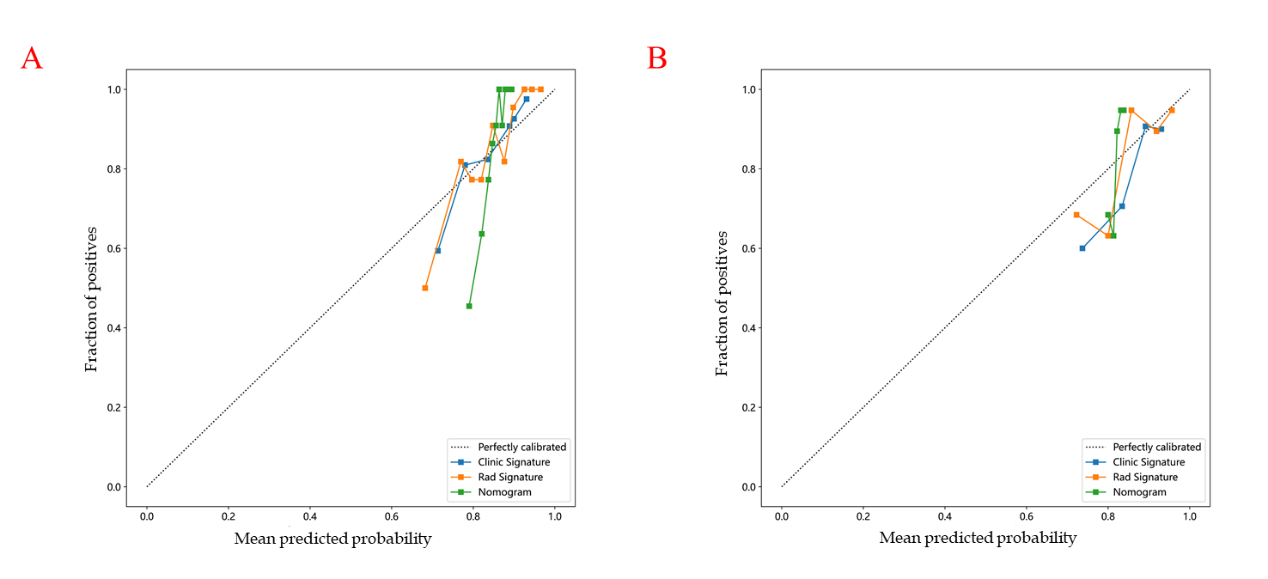 A
1.0
0.8
0.6
0.4
0.2
0.0
Fraction of positives
0.0 0.2 0.4 0.6 0.8 1.0
Mean predicted probability
Perfectly calibrated
Clinic Signature
Rad Signature
Nomogram
B
1.0
0.8
0.6
0.4
0.2
0.0
Fraction of positives
0.0 0.2 0.4 0.6 0.8 1.0
Mean predicted probability
Perfectly calibrated
Clinic Signature
Rad Signature
Nomogram